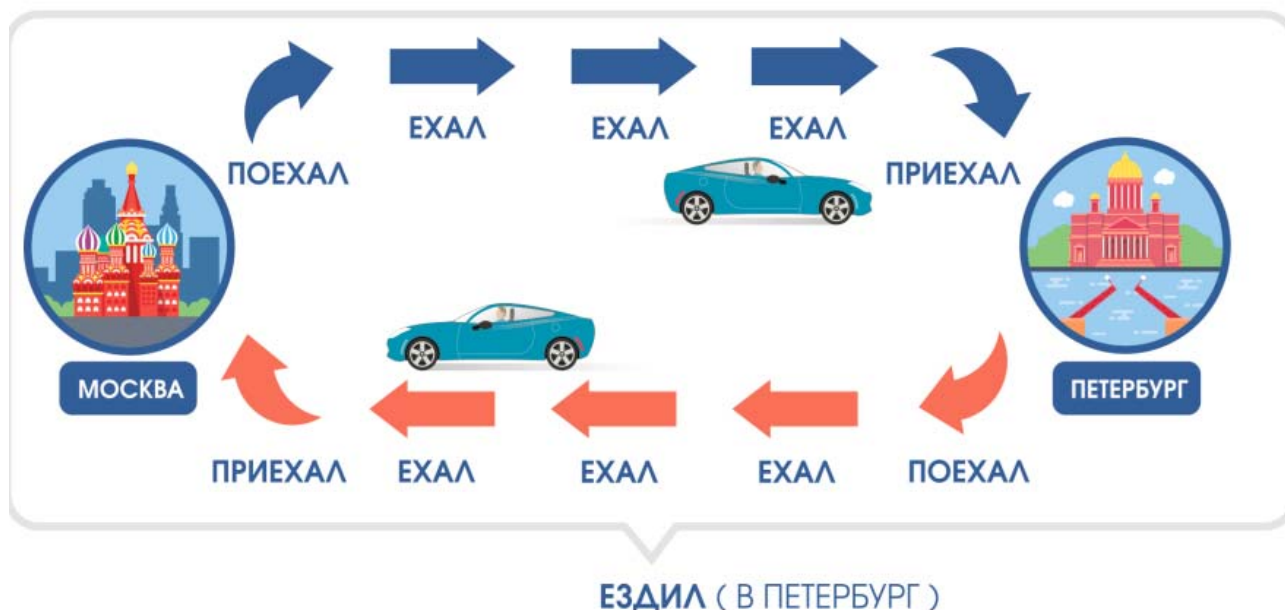 ЕХАЛ ЕХАЛ ЕХАЛ
ПОЕХАЛ ПРИЕХАЛ
МОСКВА ПЕТЕРБУРГ
ПРИЕХАЛ ЕХАЛ ЕХАЛ ЕХАЛ ПОЕХАЛ
ЕЗДИЛ ( В ПЕТЕРБУРГ )